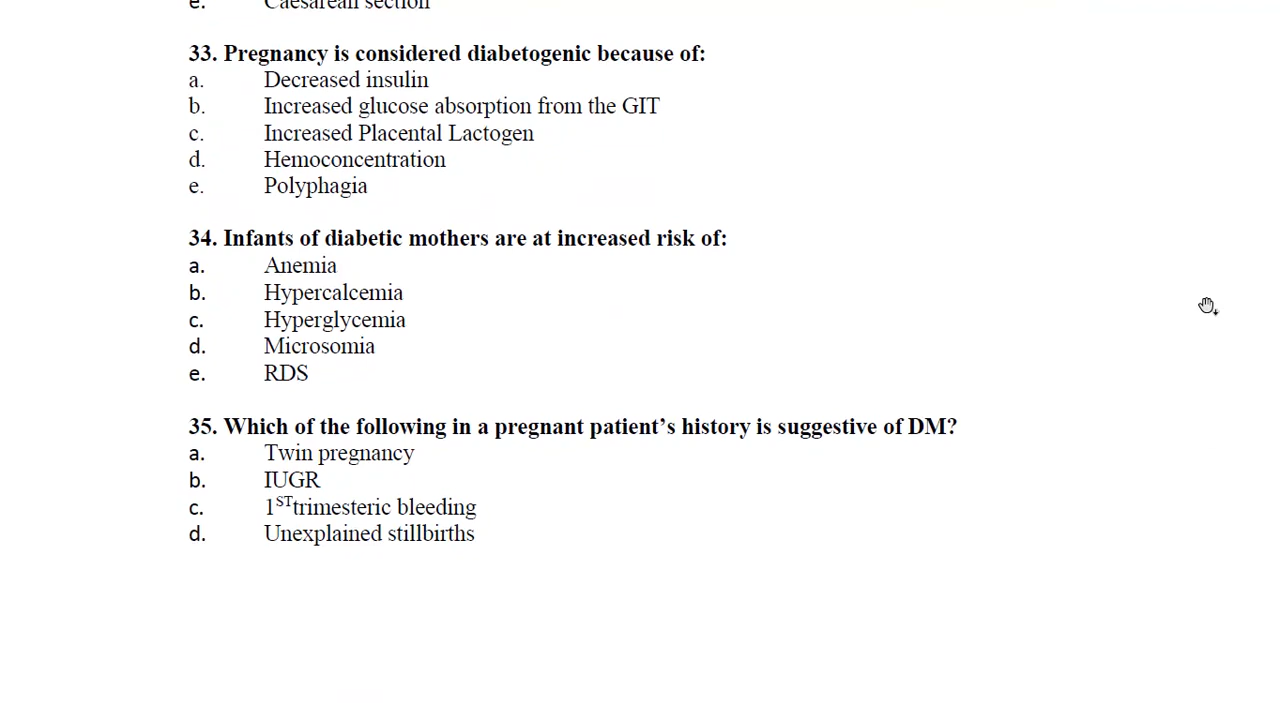 e. Caesarean section
33. Pregnancy is considered diabetogenic because of:
a. Decreased insulin
b. Increased glucose absorption from the GIT
c. Increased Placental Lactogen
d. Hemoconcentration
e. Polyphagia
34. Infants of diabetic mothers are at increased risk of:
a. Anemia
b. Hypercalcemia
c. Hyperglycemia
d. Microsomia
e. RDS
35. Which of the following in a pregnant patient’s history is suggestive of DM?
a. Twin pregnancy
b. IUGR
c. 1STtrimesteric bleeding
d. Unexplained stillbirths